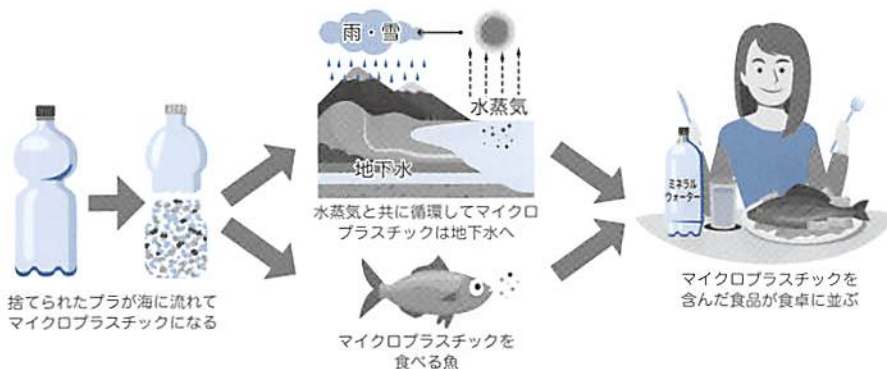 雨・雪
水蒸気
地下水
水蒸気と共に循環してマイクロ
プラスチックは地下水へ
捨てられたプラが海に流れて
マイクロプラスチックになる
マイクロプラスチックを
食べる魚
ミネラル
ウォーター
マイクロプラスチックを
含んだ食品が食卓に並ぶ